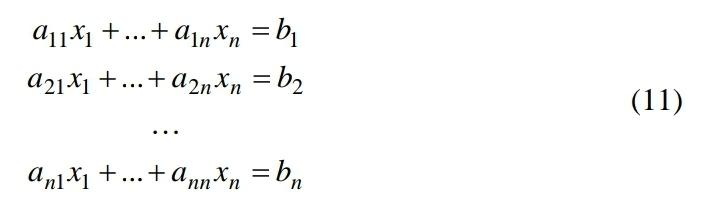 a₁₁x₁ + ... + a₁ₙxₙ = b₁
a₂₁x₁ + ... + a₂ₙxₙ = b₂
(11)
...
aₙ₁x₁ + ... + aₙₙxₙ = bₙ